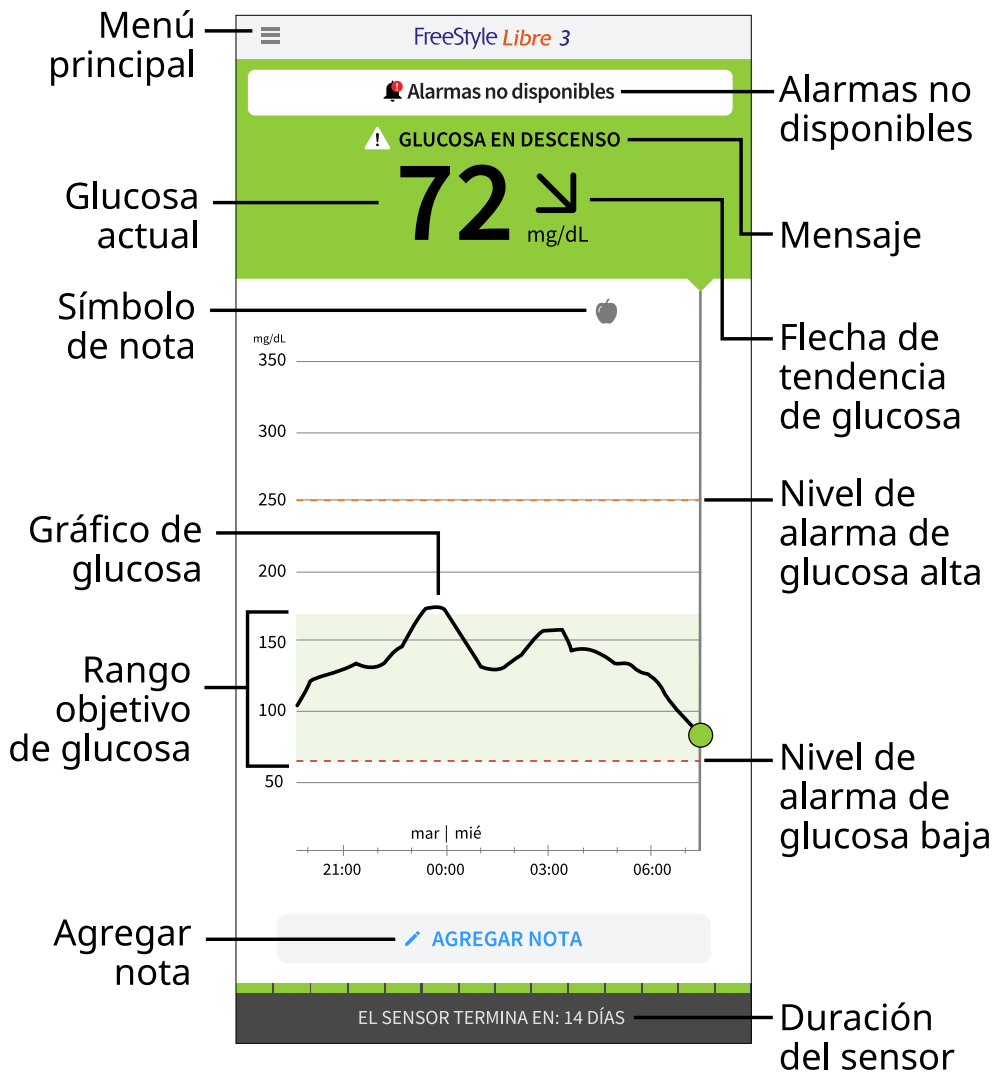 Menú
principal
FreeStyle Libre 3
Alarmas no disponibles
Alarmas no
disponibles
GLUCOSA EN DESCENSO
Glucosa
actual
72
mg/dL
Mensaje
Símbolo
de nota
Flecha de
tendencia
de glucosa
mg/dL
350
300
250
200
150
100
50
Nivel de
alarma de
glucosa alta
Gráfico de
glucosa
Rango
objetivo
de glucosa
Nivel de
alarma de
glucosa baja
mar | mié
21:00 00:00 03:00 06:00
Agregar
nota
AGREGAR NOTA
EL SENSOR TERMINA EN: 14 DÍAS
Duración
del sensor